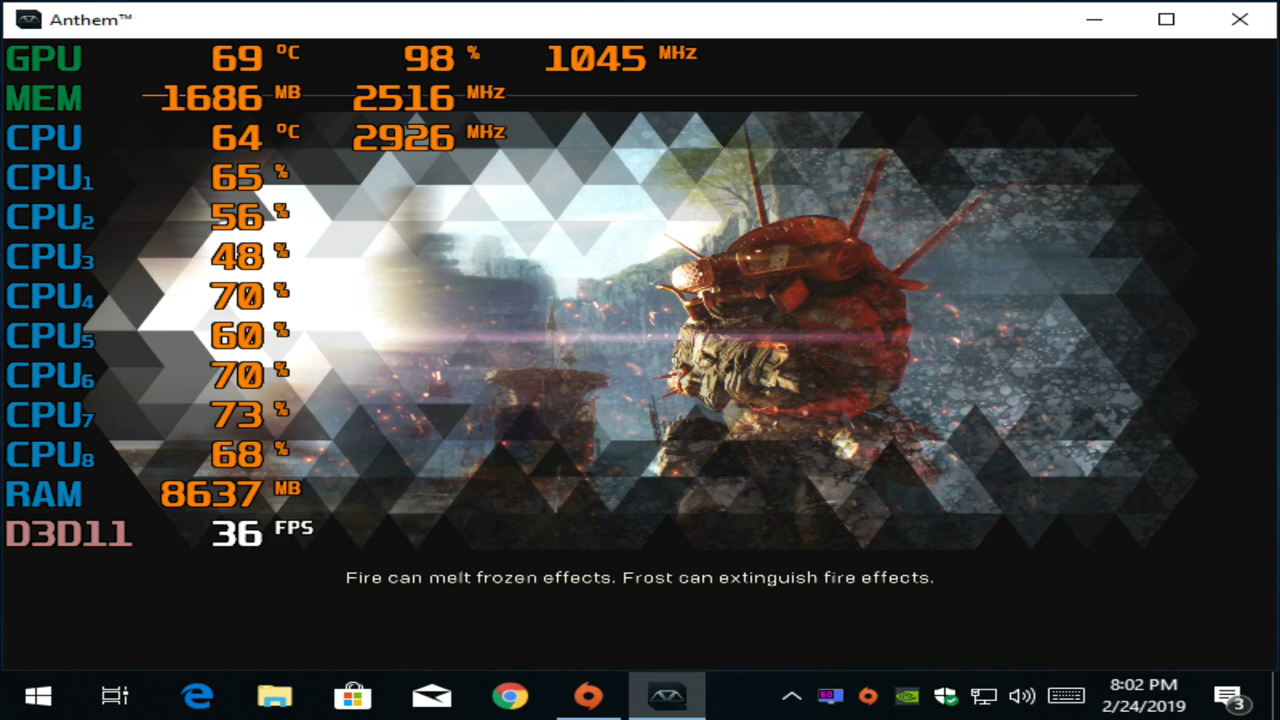 Anthem™
GPU 69 °C 98 % 1045 MHz
MEM 1686 MB 2516 MHz
CPU 64 °C 2926 MHz
CPU1 65 %
CPU2 56 %
CPU3 48 %
CPU4 70 %
CPU5 60 %
CPU6 70 %
CPU7 73 %
CPU8 68 %
RAM 8637 MB
D3D11 36 FPS
Fire can melt frozen effects. Frost can extinguish fire effects.
60
8:02 PM
2/24/2019
3